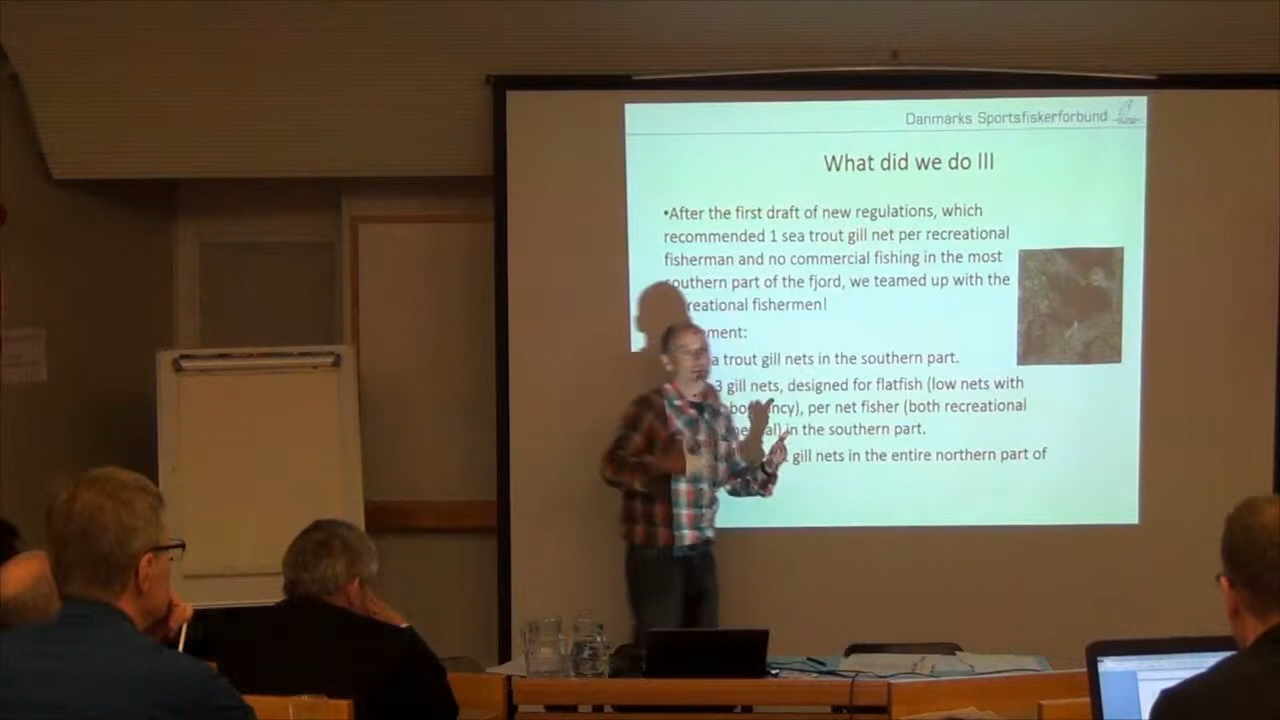 Danmarks Sportsfiskerforbund
What did we do III
•After the first draft of new regulations, which
recommended 1 sea trout gill net per recreational
fisherman and no commercial fishing in the most
southern part of the fjord, we teamed up with the
recreational fishermen!
trout gill nets in the southern part.
3 gill nets, designed for flatfish (low nets with
per net fisher (both recreational
in the southern part.
gill nets in the entire northern part of